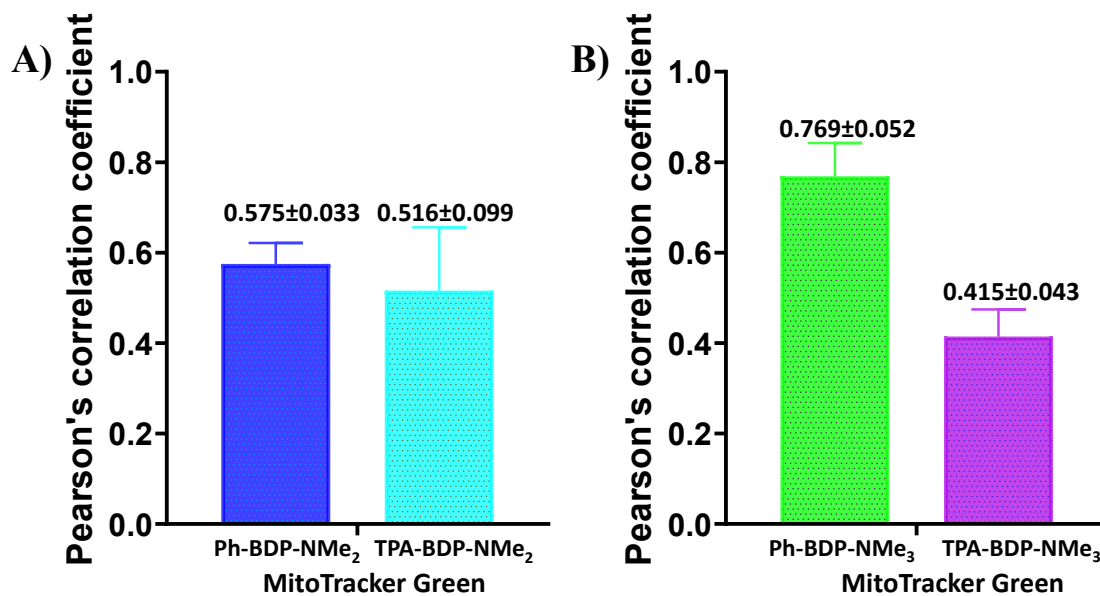 A)
Pearson's correlation coefficient
1.0
0.8
0.6
0.4
0.2
0.0
0.575±0.033 0.516±0.099
Ph-BDP-NMe₂ TPA-BDP-NMe₂
MitoTracker Green
B)
Pearson's correlation coefficient
1.0
0.8
0.6
0.4
0.2
0.0
0.769±0.052
0.415±0.043
Ph-BDP-NMe₃ TPA-BDP-NMe₃
MitoTracker Green